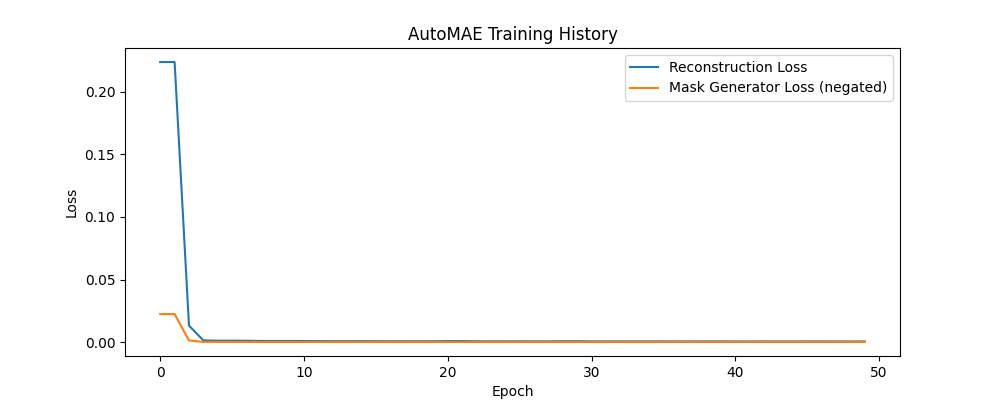 AutoMAE Training History
Reconstruction Loss
Mask Generator Loss (negated)
Loss
0.20
0.15
0.10
0.05
0.00
0 10 20 30 40 50
Epoch